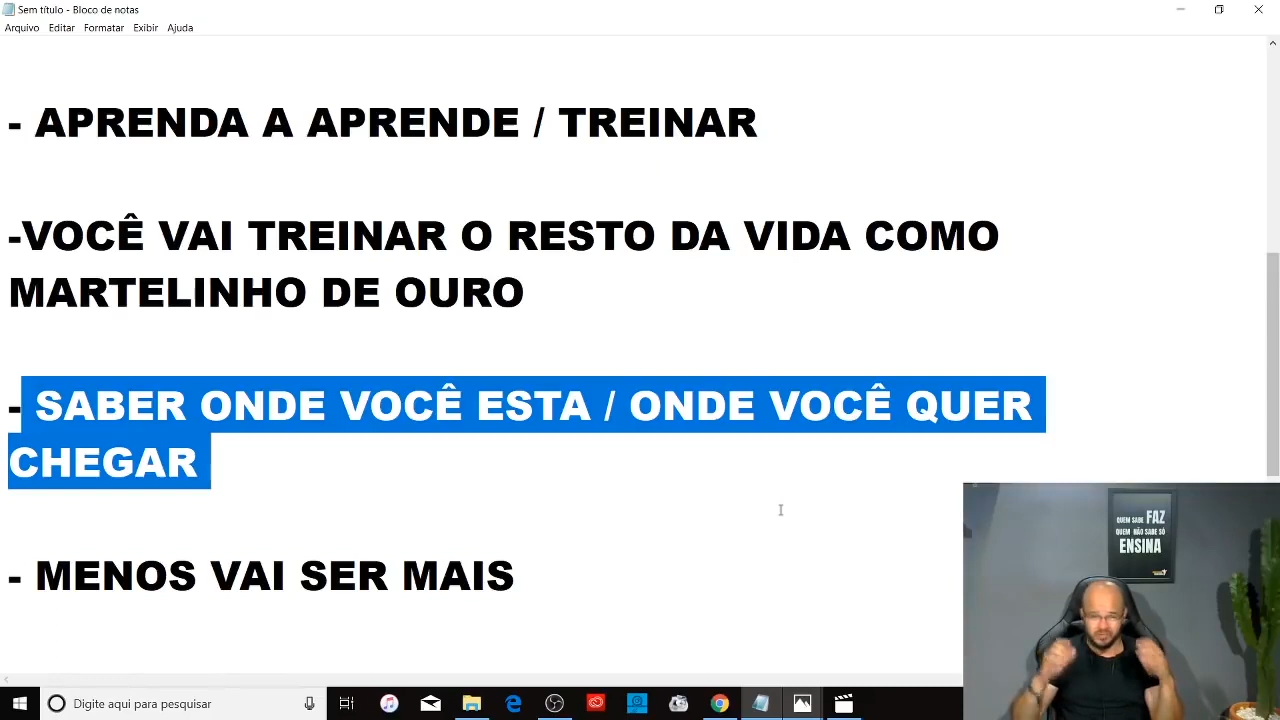 Sem título - Bloco de notas
Arquivo Editar Formatar Exibir Ajuda
- APRENDA A APRENDE / TREINAR
-VOCÊ VAI TREINAR O RESTO DA VIDA COMO
MARTELINHO DE OURO
- SABER ONDE VOCÊ ESTA / ONDE VOCÊ QUER
CHEGAR
- MENOS VAI SER MAIS
QUEM SABE FAZ
QUEM NÃO SABE SÓ
ENSINA
Digite aqui para pesquisar